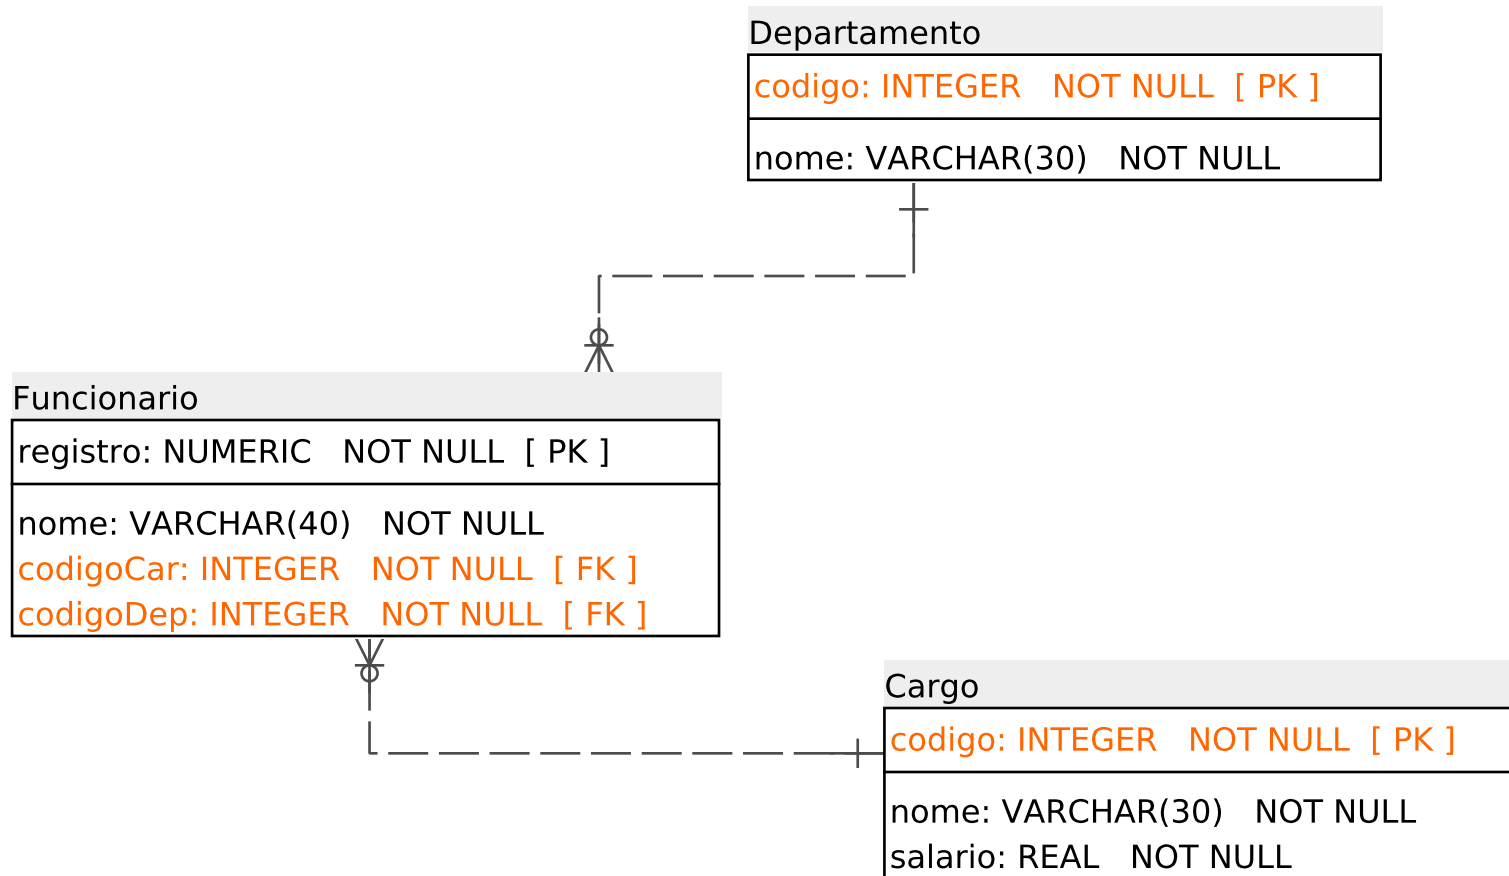 Departamento
codigo: INTEGER NOT NULL [ PK ]
nome: VARCHAR(30) NOT NULL
Funcionario
registro: NUMERIC NOT NULL [ PK ]
nome: VARCHAR(40) NOT NULL
codigoCar: INTEGER NOT NULL [ FK ]
codigoDep: INTEGER NOT NULL [ FK ]
Cargo
codigo: INTEGER NOT NULL [ PK ]
nome: VARCHAR(30) NOT NULL
salario: REAL NOT NULL